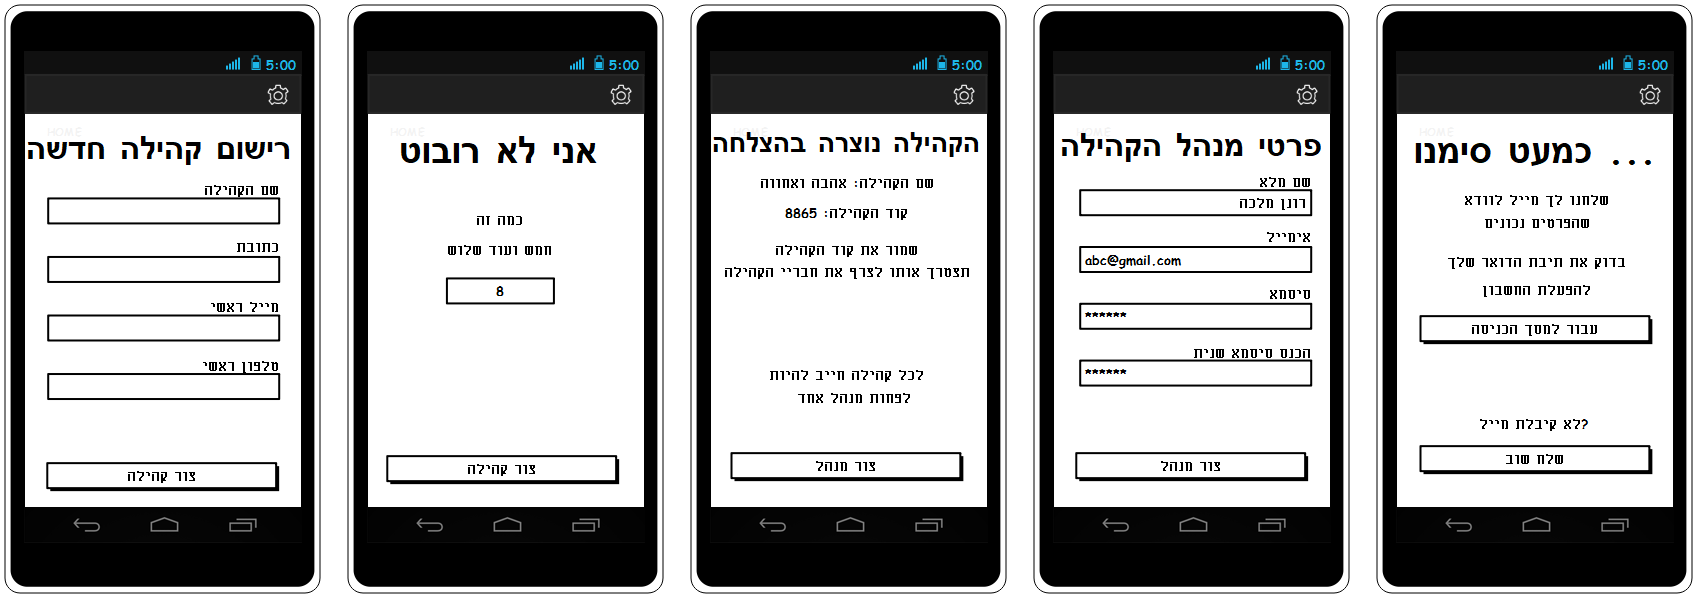 5:00
HOME
רישום קהילה חדשה
שם הקהילה
כתובת
מייל ראשי
טלפון ראשי
צור קהילה
5:00
HOME
אני לא רובוט
כמה זה
חמש ועוד שלוש
8
צור קהילה
5:00
הקהילה נוצרה בהצלחה
שם הקהילה: אהבה ואחווה
קוד הקהילה: 8865
שמור את קוד הקהילה
תצטרך אותו לצרף את חבריי הקהילה
לכל קהילה חייב להיות
לפחות מנהל אחד
צור מנהל
5:00
פרטי מנהל הקהילה
שם מלא
רונן מלכה
אימייל
abc@gmail.com
סיסמא
******
הכנס סיסמא שנית
******
צור מנהל
5:00
HOME
כמעט סימנו ...
שלחנו לך מייל לוודא
שהפרטים נכונים
בדוק את תיבת הדואר שלך
להפעלת החשבון
עבור למסך הכניסה
?לא קיבלת מייל
שלח שוב